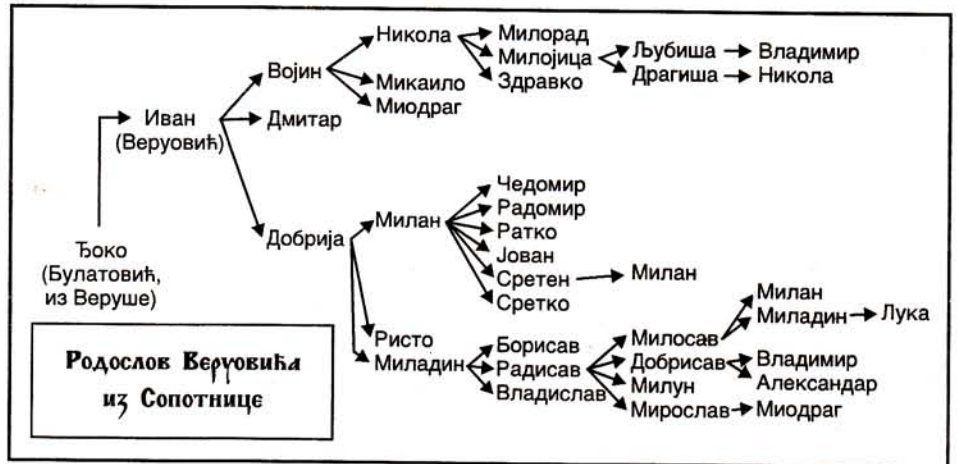 Никола
Милорад
Милојица
Здравко
Љубиша
Владимир
Драгиша
Никола
Војин
Микаило
Миодраг
Иван
(Веруовић)
Дмитар
Добрија
Ђоко
(Булатовић,
из Веруше)
Милан
Чедомир
Радомир
Ратко
Јован
Сретен
Милан
Сретко
Ристо
Миладин
Борисав
Радисав
Владислав
Милосав
Милан
Миладин
Лука
Добрисав
Владимир
Александар
Милун
Мирослав
Миодраг
Родослов Веруовића
из Сопотнице